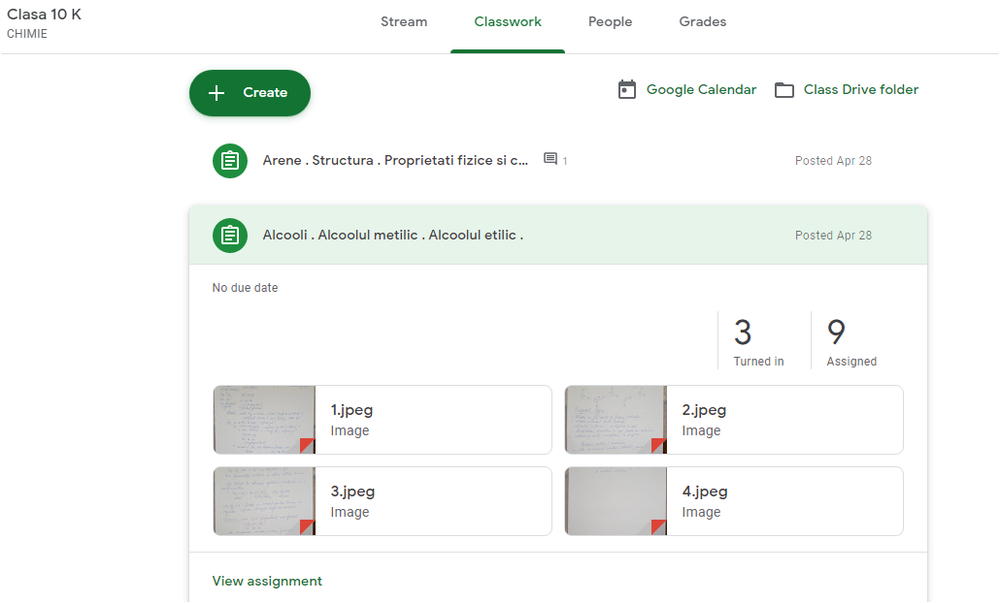 Clasa 10 K
CHIMIE
Stream Classwork People Grades
Create
Google Calendar Class Drive folder
Arene . Structura . Proprietati fizice si c... 1 Posted Apr 28
Alcooli . Alcoolul metilic . Alcoolul etilic . Posted Apr 28
No due date
3 9
Turned in Assigned
1.jpeg 2.jpeg
Image Image
3.jpeg 4.jpeg
Image Image
View assignment